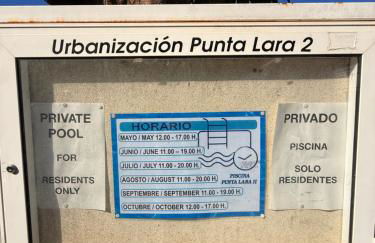 Urbanización Punta Lara 2
PRIVATE
POOL
FOR
RESIDENTS
ONLY
HORARIO
MAYO / MAY 12.00 - 17.00 H.
JUNIO / JUNE 11.00 - 19.00 H.
JULIO / JULY 11.00 - 20.00 H.
AGOSTO / AUGUST 11.00 - 20.00 H.
SEPTIEMBRE / SEPTEMBER 11.00 - 19.00 H.
OCTUBRE / OCTOBER 12.00 - 17.00 H.
PISCINA
PUNTA LARA II
PRIVADO
PISCINA
SOLO
RESIDENTES